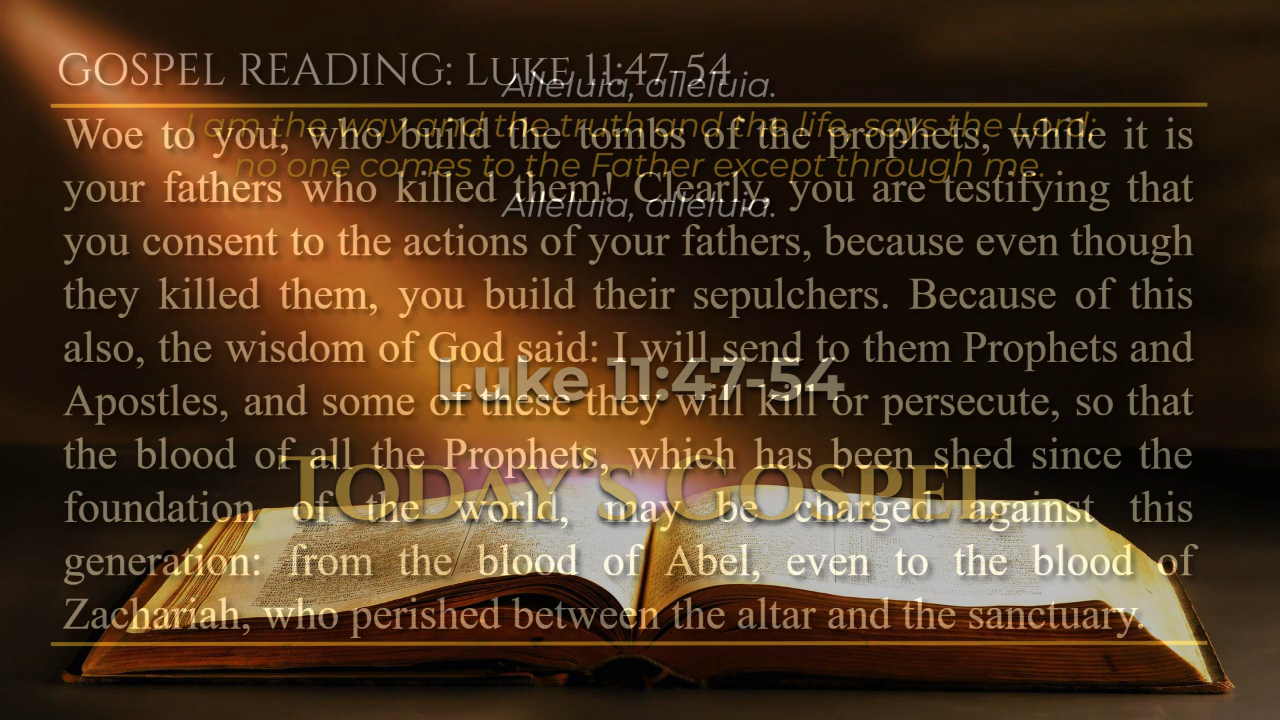 GOSPEL READING: LUKE 11:47-54
Alleluia, alleluia.
I am the way and the truth and the life, says the Lord;
no one comes to the Father except through me.
Alleluia, alleluia.
Woe to you, who build the tombs of the prophets, while it is
your fathers who killed them! Clearly, you are testifying that
you consent to the actions of your fathers, because even though
they killed them, you build their sepulchers. Because of this
also, the wisdom of God said: I will send to them Prophets and
Apostles, and some of these they will kill or persecute, so that
the blood of all the Prophets, which has been shed since the
foundation of the world, may be charged against this
generation: from the blood of Abel, even to the blood of
Zachariah, who perished between the altar and the sanctuary.
Luke 11:47-54
TODAY'S GOSPEL